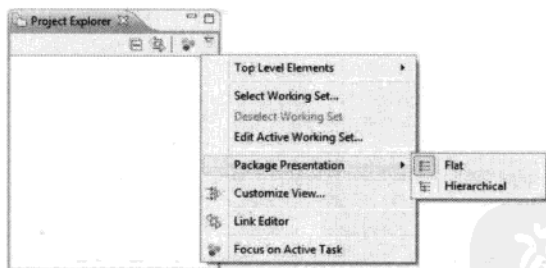 Project Explorer
Top Level Elements
Select Working Set...
Deselect Working Set
Edit Active Working Set...
Package Presentation
Flat
Hierarchical
Customize View...
Link Editor
Focus on Active Task